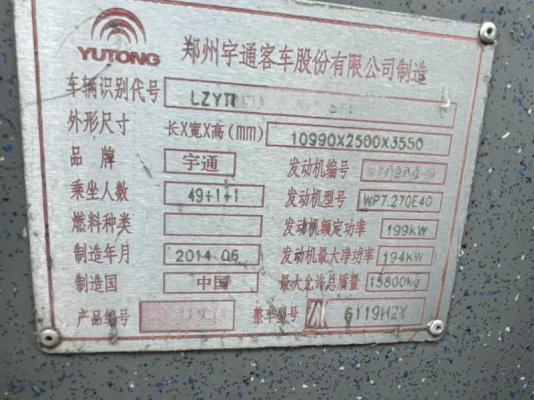 YUTONG
郑州宇通客车股份有限公司制造
车辆识别代号 LZYT
外形尺寸 长X宽X高(mm) 10990X2500X3550
品牌 宇通 发动机编号
乘坐人数 49+1+1 发动机型号 WP7.270E40
燃料种类 发动机额定功率 199KW
制造年月 2014.06 发动机最大净功率 194KW
制造国 中国 最大允许总质量 15800kg
产品编号 整车型号 6119HZY